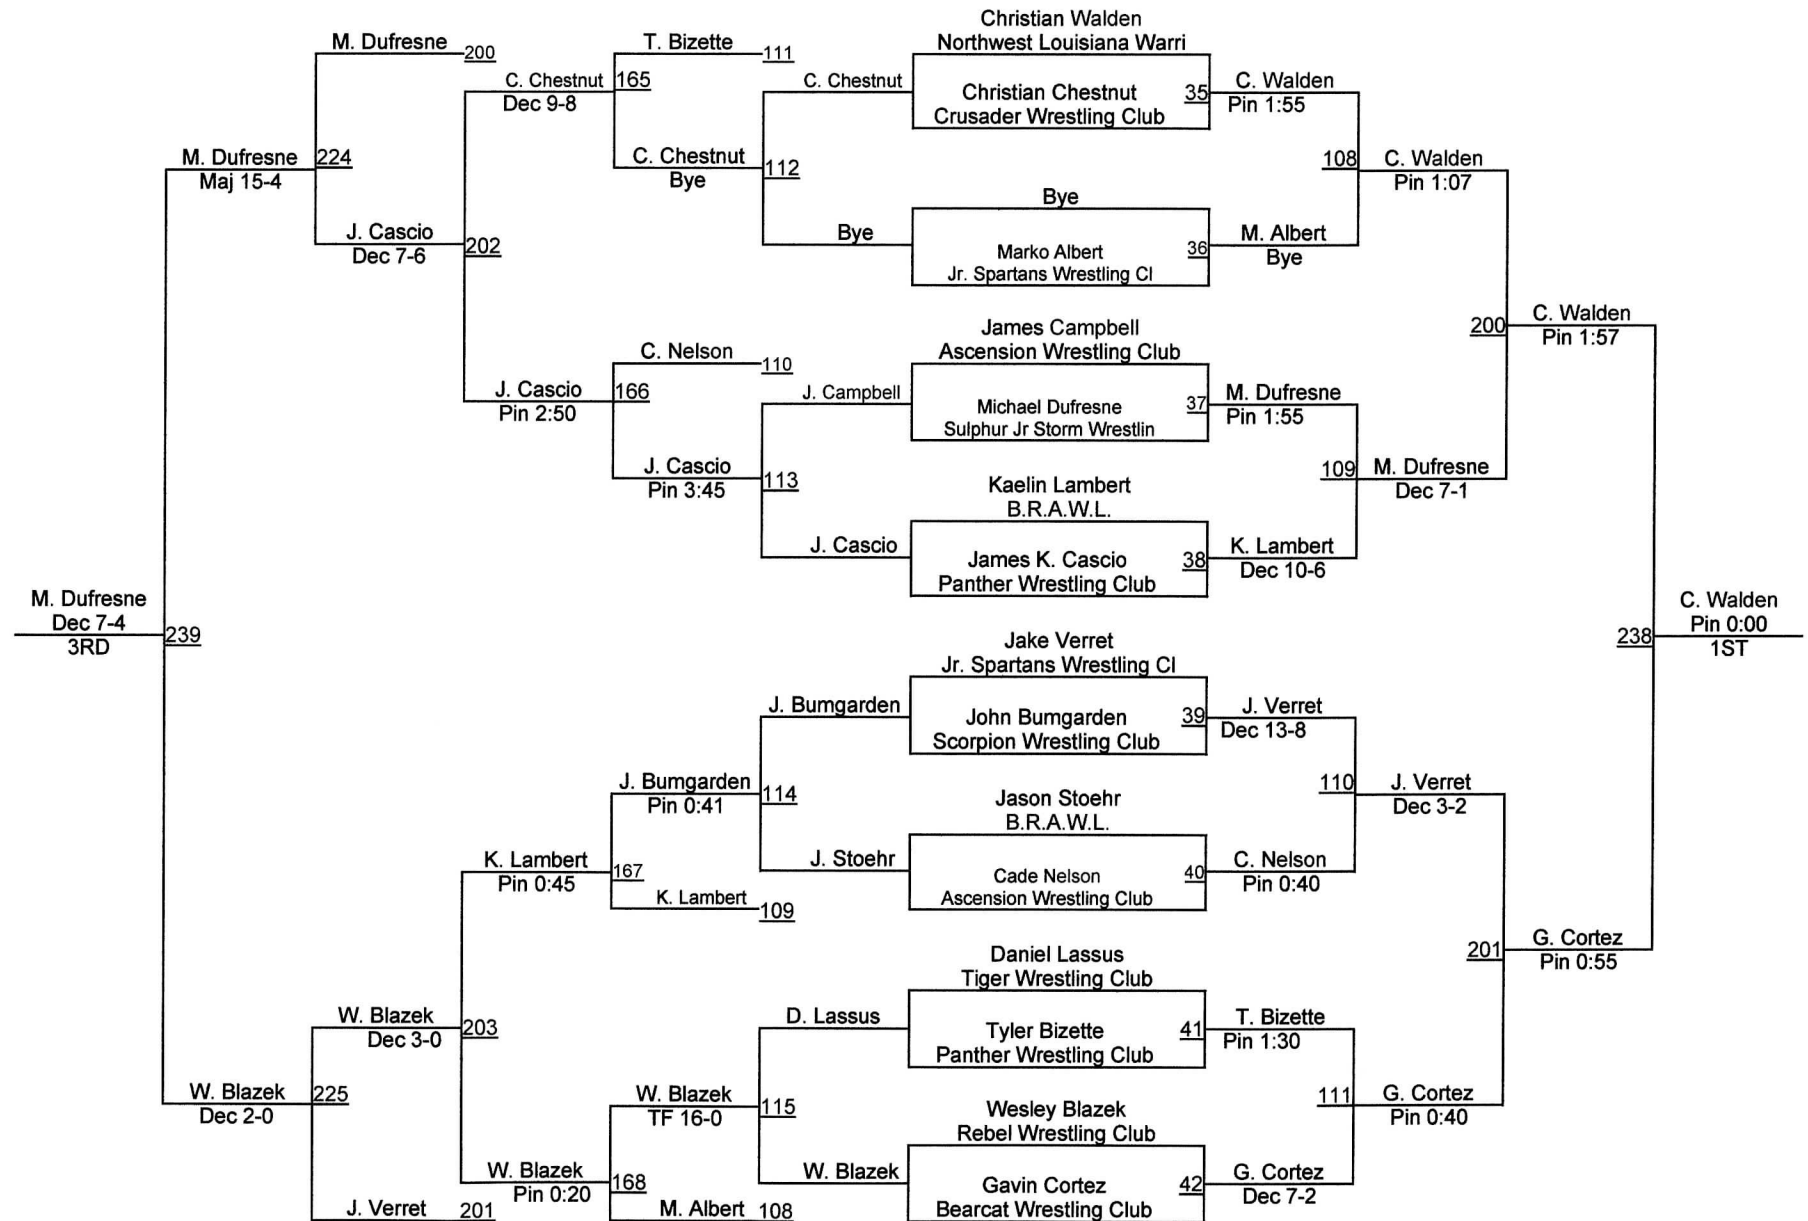 Christian Walden
M. Dufresne
T. Bizette
Northwest Louisiana Warri
200
111
C. Chestnut
165
C. Chestnut
C. Walden
Dec 9-8
Christian Chestnut
35
Pin 1:55
Crusader Wrestling Club
M. Dufresne
224
C. Chestnut
112
108
C. Walden
Maj 15-4
Bye
Pin 1:07
Bye
J. Cascio
202
Bye
M. Albert
Dec 7-6
Marko Albert
36
Bye
Jr. Spartans Wrestling Cl
James Campbell
200
C. Walden
C. Nelson
Ascension Wrestling Club
Pin 1:57
110
J. Cascio
166
J. Campbell
M. Dufresne
Pin 2:50
Michael Dufresne
37
Pin 1:55
Sulphur Jr Storm Wrestlin
J. Cascio
113
Kaelin Lambert
109
M. Dufresne
Pin 3:45
B.R.A.W.L.
Dec 7-1
J. Cascio
James K. Cascio
38
K. Lambert
Panther Wrestling Club
Dec 10-6
M. Dufresne
C. Walden
Dec 7-4
239
238
Pin 0:00
3RD
Jake Verret
1ST
Jr. Spartans Wrestling Cl
J. Bumgarden
John Bumgarden
39
J. Verret
Scorpion Wrestling Club
Dec 13-8
J. Bumgarden
114
Jason Stoehr
110
J. Verret
Pin 0:41
B.R.A.W.L.
Dec 3-2
K. Lambert
167
J. Stoehr
Cade Nelson
40
C. Nelson
Pin 0:45
Ascension Wrestling Club
Pin 0:40
K. Lambert
109
Daniel Lassus
201
G. Cortez
Tiger Wrestling Club
Pin 0:55
W. Blazek
203
D. Lassus
Tyler Bizette
41
T. Bizette
Dec 3-0
Panther Wrestling Club
Pin 1:30
W. Blazek
225
W. Blazek
115
Wesley Blazek
111
G. Cortez
Dec 2-0
TF 16-0
Rebel Wrestling Club
Pin 0:40
W. Blazek
168
W. Blazek
Gavin Cortez
42
G. Cortez
Pin 0:20
Bearcat Wrestling Club
Dec 7-2
J. Verret
201
M. Albert
108